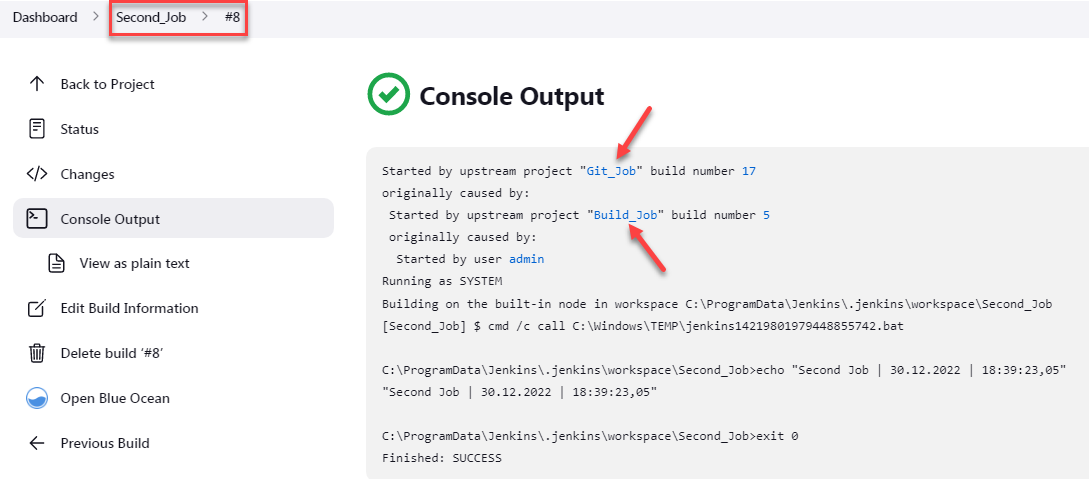 Dashboard > Second_Job > #8
Back to Project
Status
Changes
Console Output
View as plain text
Edit Build Information
Delete build ‘#8’
Open Blue Ocean
Previous Build
Console Output
Started by upstream project "Git_Job" build number 17
originally caused by:
Started by upstream project "Build_Job" build number 5
originally caused by:
Started by user admin
Running as SYSTEM
Building on the built-in node in workspace C:\ProgramData\Jenkins\.jenkins\workspace\Second_Job
[Second_Job] $ cmd /c call C:\Windows\TEMP\jenkins14219801979448855742.bat
C:\ProgramData\Jenkins\.jenkins\workspace\Second_Job>echo "Second Job | 30.12.2022 | 18:39:23,05"
"Second Job | 30.12.2022 | 18:39:23,05"
C:\ProgramData\Jenkins\.jenkins\workspace\Second_Job>exit 0
Finished: SUCCESS